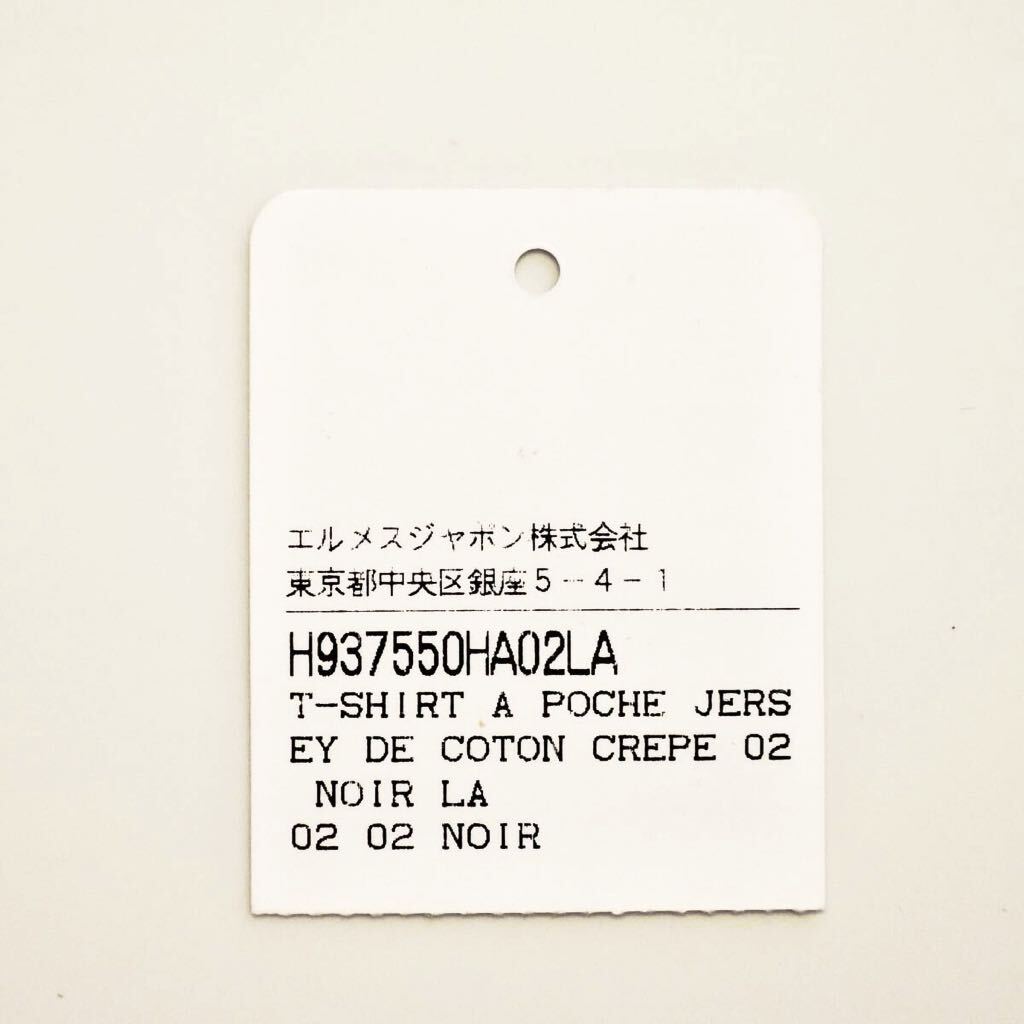 エルメスジャポン株式会社
東京都中央区銀座5-4-1
H937550HA02LA
T-SHIRT A POCHE JERS
EY DE COTON CREPE 02
NOIR LA
02 02 NOIR